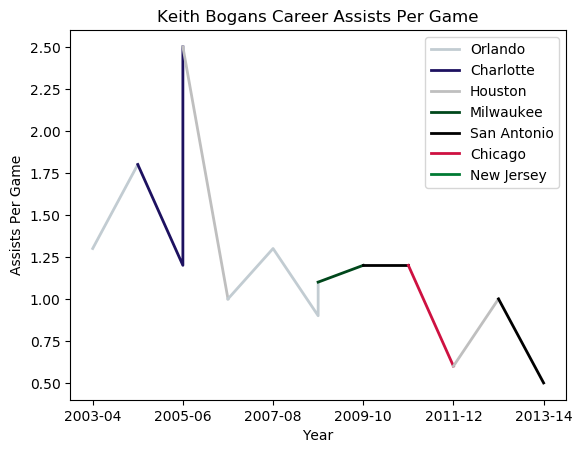 Keith Bogans Career Assists Per Game
Assists Per Game
2.50
2.25
2.00
1.75
1.50
1.25
1.00
0.75
0.50
Orlando
Charlotte
Houston
Milwaukee
San Antonio
Chicago
New Jersey
2003-04
2005-06
2007-08
2009-10
2011-12
2013-14
Year